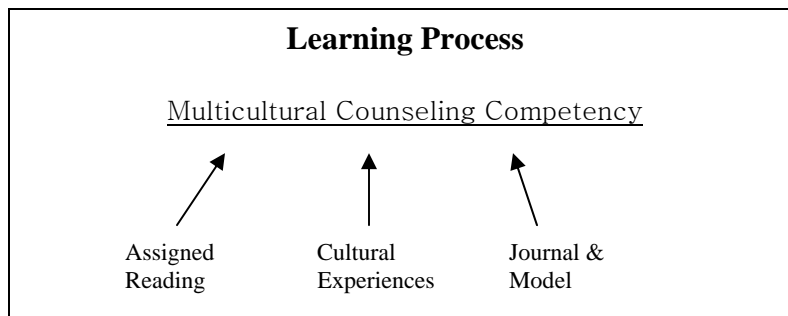 Learning Process
Multicultural Counseling Competency
Assigned Reading
Cultural Experiences
Journal & Model